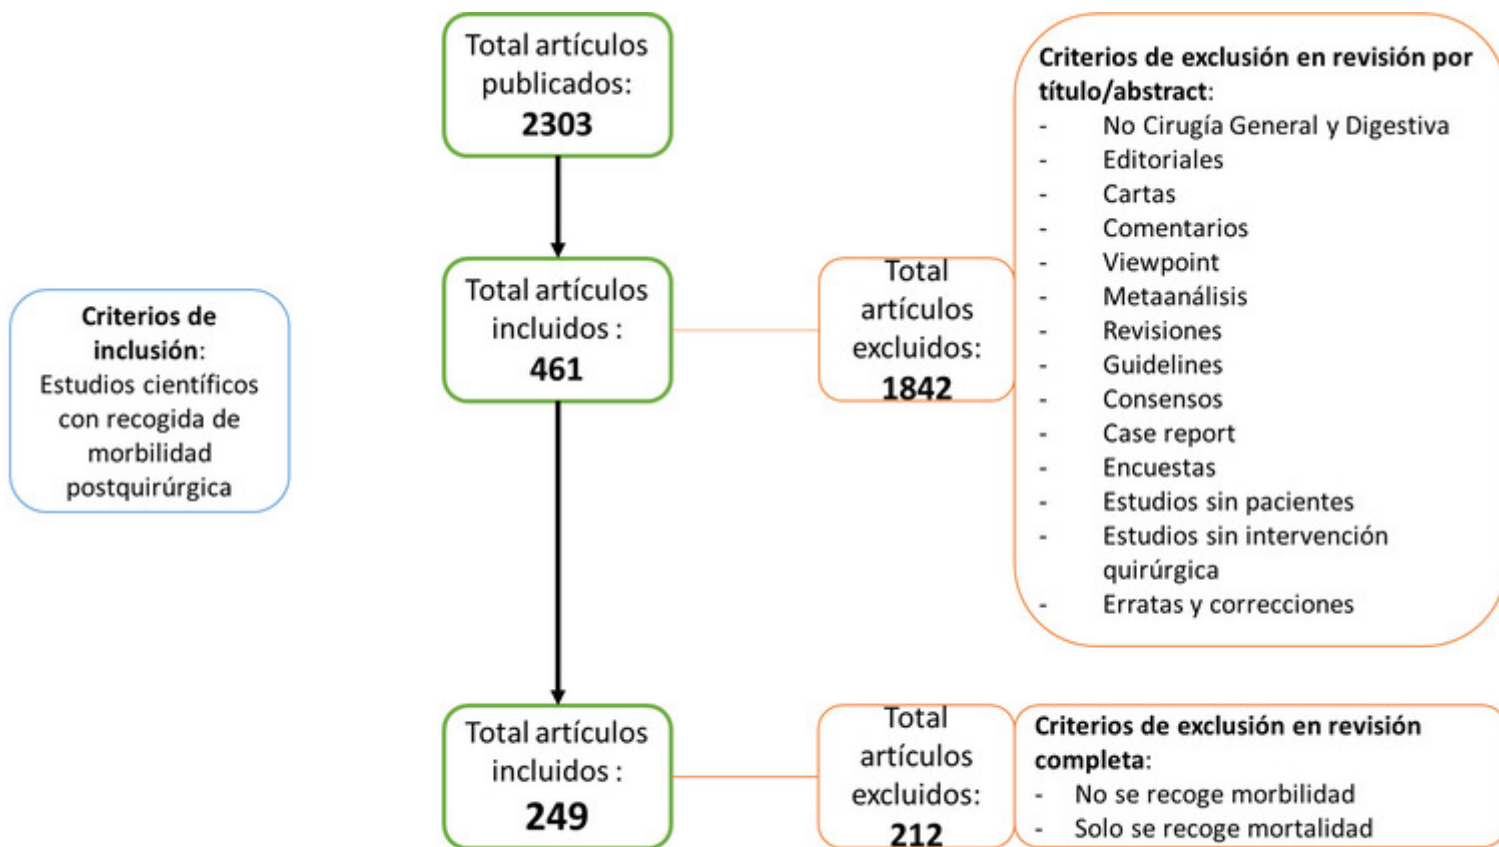 Total artículos
publicados:
2303
Criterios de exclusión en revisión por
título/abstract:
- No Cirugía General y Digestiva
- Editoriales
- Cartas
- Comentarios
- Viewpoint
- Metaanálisis
- Revisiones
- Guidelines
- Consensos
- Case report
- Encuestas
- Estudios sin pacientes
- Estudios sin intervención
quirúrgica
- Erratas y correcciones
Criterios de
inclusión:
Estudios científicos
con recogida de
morbilidad
postquirúrgica
Total artículos
incluidos :
461
Total
artículos
excluidos:
1842
Total artículos
incluidos :
249
Total
artículos
excluidos:
212
Criterios de exclusión en revisión
completa:
- No se recoge morbilidad
- Solo se recoge mortalidad